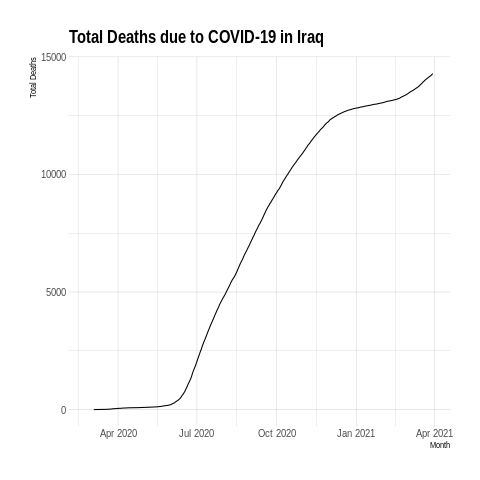 Total Deaths due to COVID-19 in Iraq
Total Deaths
15000
10000
5000
0
Apr 2020
Jul 2020
Oct 2020
Jan 2021
Apr 2021
Month